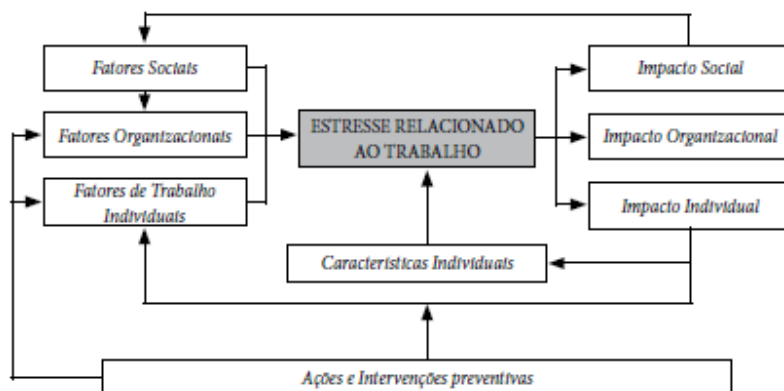 Fatores Sociais
Impacto Social
Fatores Organizacionais
ESTRESSE RELACIONADO
AO TRABALHO
Impacto Organizacional
Fatores de Trabalho
Individuais
Impacto Individual
Características Individuais
Ações e Intervenções preventivas